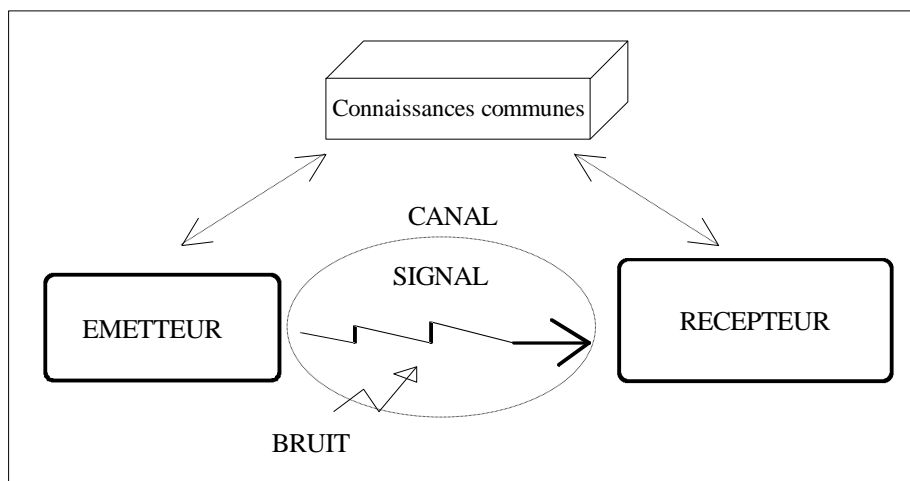 Connaissances communes
CANAL
SIGNAL
EMETTEUR
RECEPTEUR
BRUIT